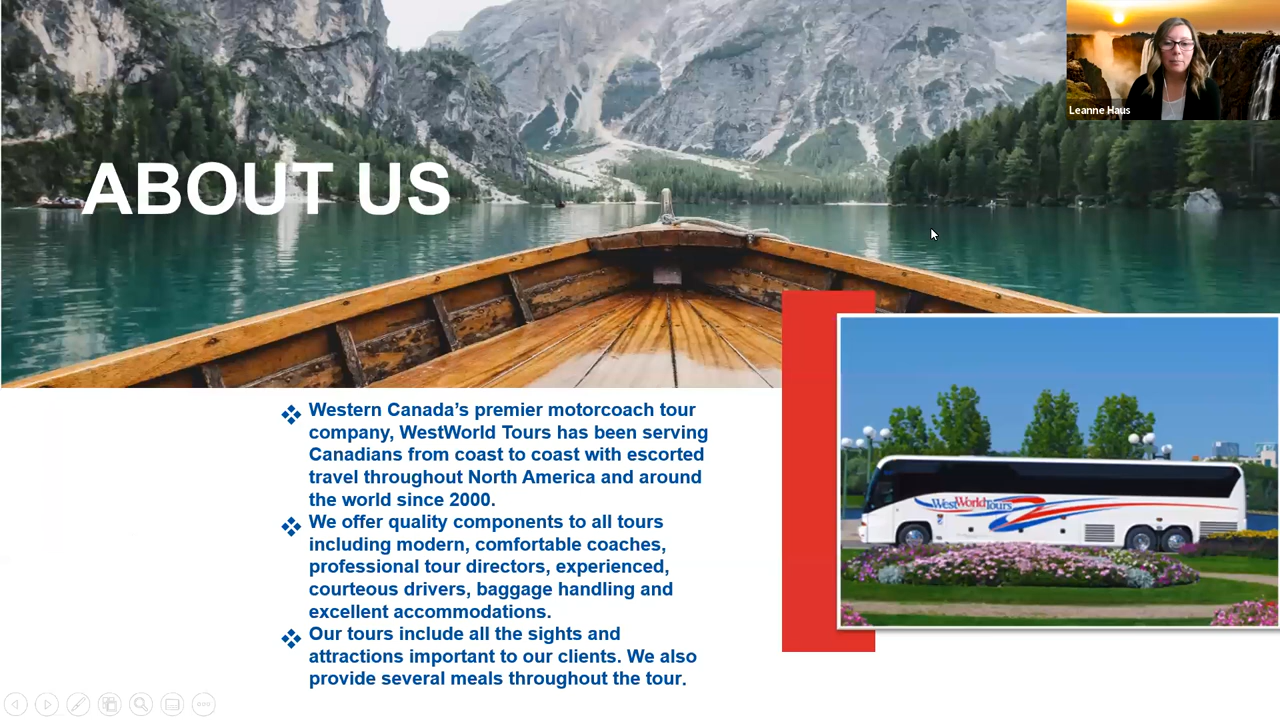 Leanne Haus
ABOUT US
❖ Western Canada’s premier motorcoach tour
company, WestWorld Tours has been serving
Canadians from coast to coast with escorted
travel throughout North America and around
the world since 2000.
❖ We offer quality components to all tours
including modern, comfortable coaches,
professional tour directors, experienced,
courteous drivers, baggage handling and
excellent accommodations.
❖ Our tours include all the sights and
attractions important to our clients. We also
provide several meals throughout the tour.
WestWorldTours